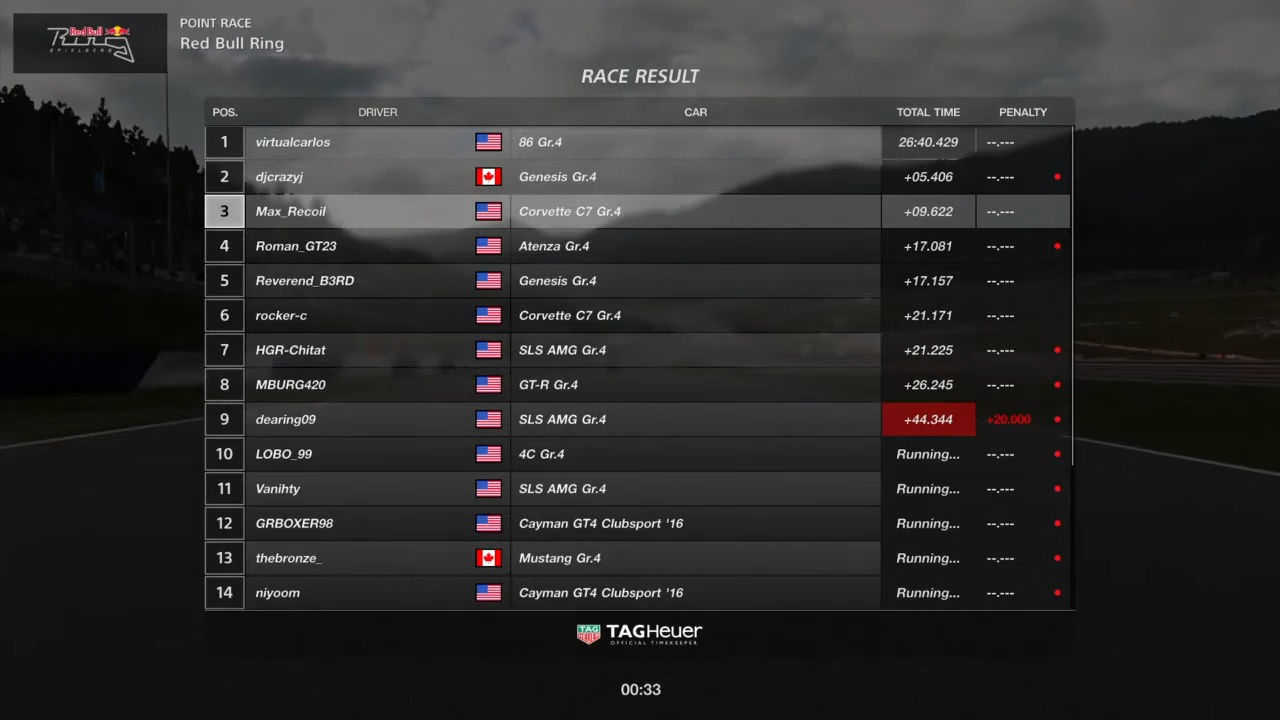 Red Bull
Ring
SPIELBERG
POINT RACE
Red Bull Ring
RACE RESULT
POS. DRIVER CAR TOTAL TIME PENALTY
1 virtualcarlos 86 Gr.4 26:40.429 --.---
2 djcrazyj Genesis Gr.4 +05.406 --.---
3 Max_Recoil Corvette C7 Gr.4 +09.622 --.---
4 Roman_GT23 Atenza Gr.4 +17.081 --.---
5 Reverend_B3RD Genesis Gr.4 +17.157 --.---
6 rocker-c Corvette C7 Gr.4 +21.171 --.---
7 HGR-Chitat SLS AMG Gr.4 +21.225 --.---
8 MBURG420 GT-R Gr.4 +26.245 --.---
9 dearing09 SLS AMG Gr.4 +44.344 +20.000
10 LOBO_99 4C Gr.4 Running... --.---
11 Vanihty SLS AMG Gr.4 Running... --.---
12 GRBOXER98 Cayman GT4 Clubsport '16 Running... --.---
13 thebronze_ Mustang Gr.4 Running... --.---
14 niyoom Cayman GT4 Clubsport '16 Running... --.---
TAG HEUER TAGHeuer
OFFICIAL TIMEKEEPER
00:33